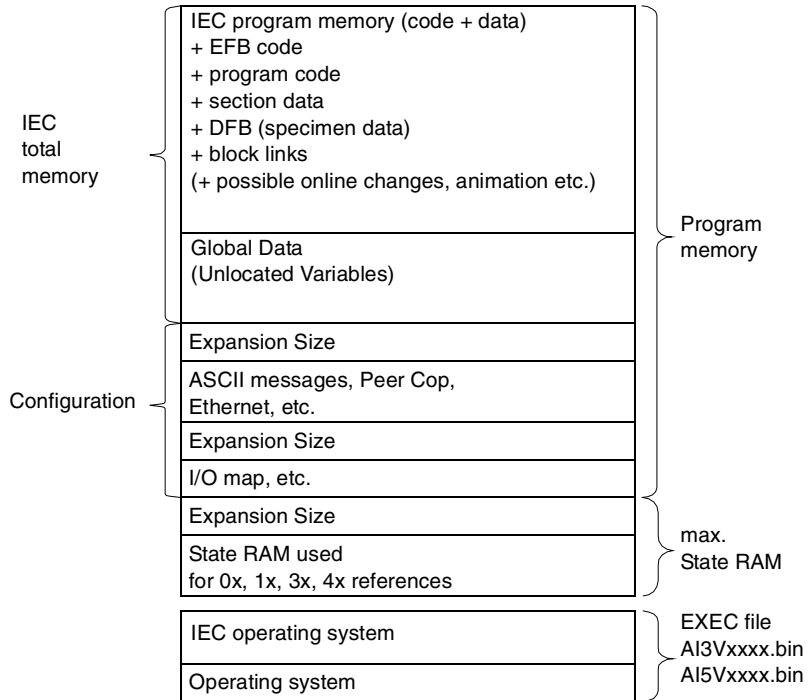 IEC program memory (code + data)
+ EFB code
+ program code
+ section data
+ DFB (specimen data)
+ block links
(+ possible online changes, animation etc.)
IEC
total
memory
Program
memory
Global Data
(Unlocated Variables)
Expansion Size
Configuration
ASCII messages, Peer Cop,
Ethernet, etc.
Expansion Size
I/O map, etc.
Expansion Size
State RAM used
for 0x, 1x, 3x, 4x references
max.
State RAM
IEC operating system
Operating system
EXEC file
AI3Vxxxx.bin
AI5Vxxxx.bin